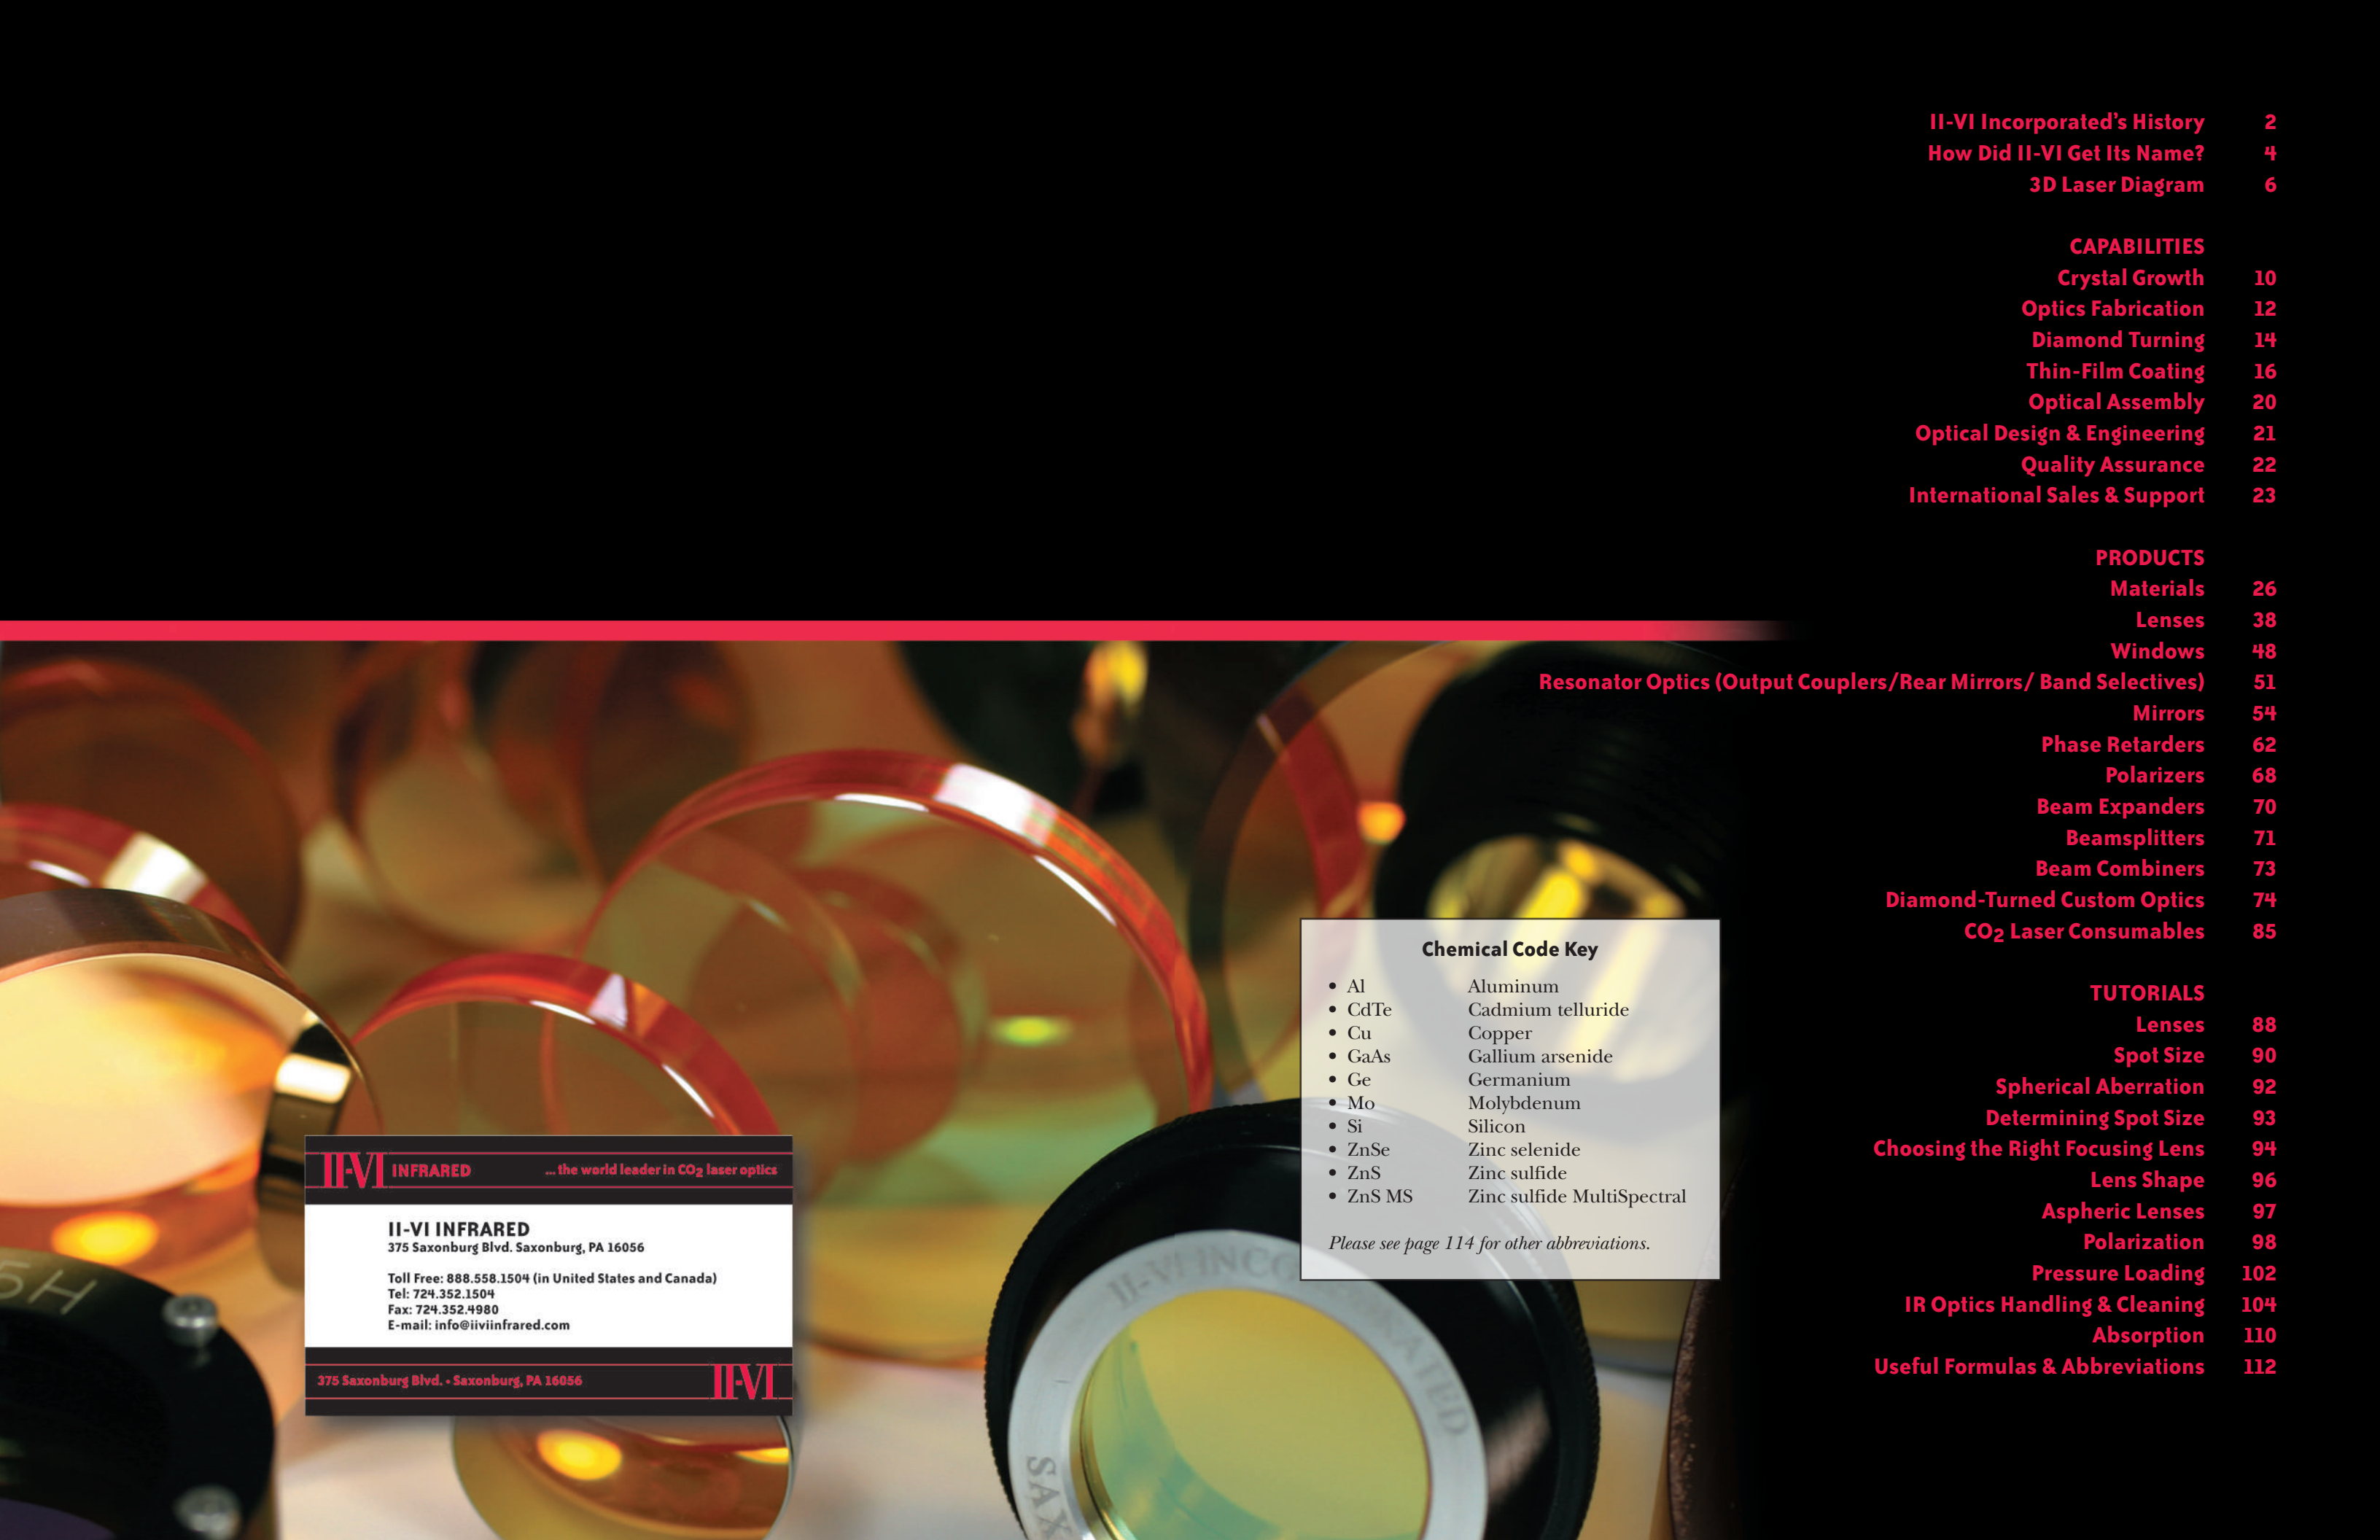 II-VI Incorporated's History 2
How Did II-VI Get Its Name? 4
3D Laser Diagram 6
CAPABILITIES
Crystal Growth 10
Optics Fabrication 12
Diamond Turning 14
Thin-Film Coating 16
Optical Assembly 20
Optical Design & Engineering 21
Quality Assurance 22
International Sales & Support 23
PRODUCTS
Materials 26
Lenses 38
Windows 48
Resonator Optics (Output Couplers/Rear Mirrors/ Band Selectives) 51
Mirrors 54
Phase Retarders 62
Polarizers 68
Beam Expanders 70
Beamsplitters 71
Beam Combiners 73
Diamond-Turned Custom Optics 74
CO2 Laser Consumables 85
TUTORIALS
Lenses 88
Spot Size 90
Spherical Aberration 92
Determining Spot Size 93
Choosing the Right Focusing Lens 94
Lens Shape 96
Aspheric Lenses 97
Polarization 98
Pressure Loading 102
IR Optics Handling & Cleaning 104
Absorption 110
Useful Formulas & Abbreviations 112
Chemical Code Key
• Al Aluminum
• CdTe Cadmium telluride
• Cu Copper
• GaAs Gallium arsenide
• Ge Germanium
• Mo Molybdenum
• Si Silicon
• ZnSe Zinc selenide
• ZnS Zinc sulfide
• ZnS MS Zinc sulfide MultiSpectral
Please see page 114 for other abbreviations.
II-VI INFRARED ... the world leader in CO2 laser optics
II-VI INFRARED
375 Saxonburg Blvd. Saxonburg, PA 16056
Toll Free: 888.558.1504 (in United States and Canada)
Tel: 724.352.1504
Fax: 724.352.4980
E-mail: info@iiviinfrared.com
375 Saxonburg Blvd. • Saxonburg, PA 16056 II-VI
5H
II-VI INCORPORATED
SAX